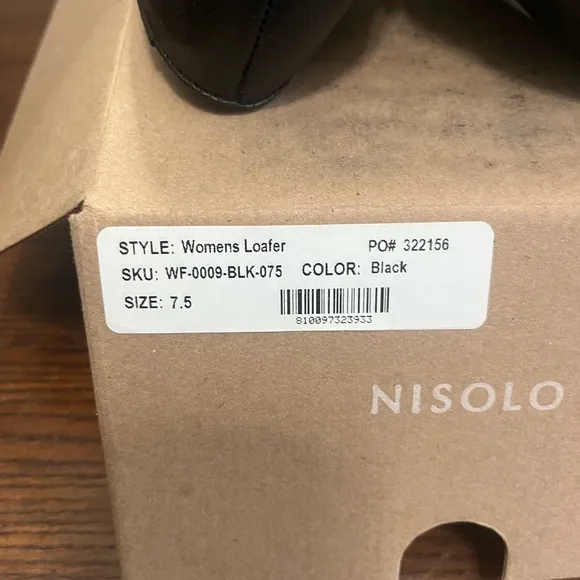 STYLE: Womens Loafer PO# 322156
SKU: WF-0009-BLK-075 COLOR: Black
SIZE: 7.5
810097323933
NISOLO